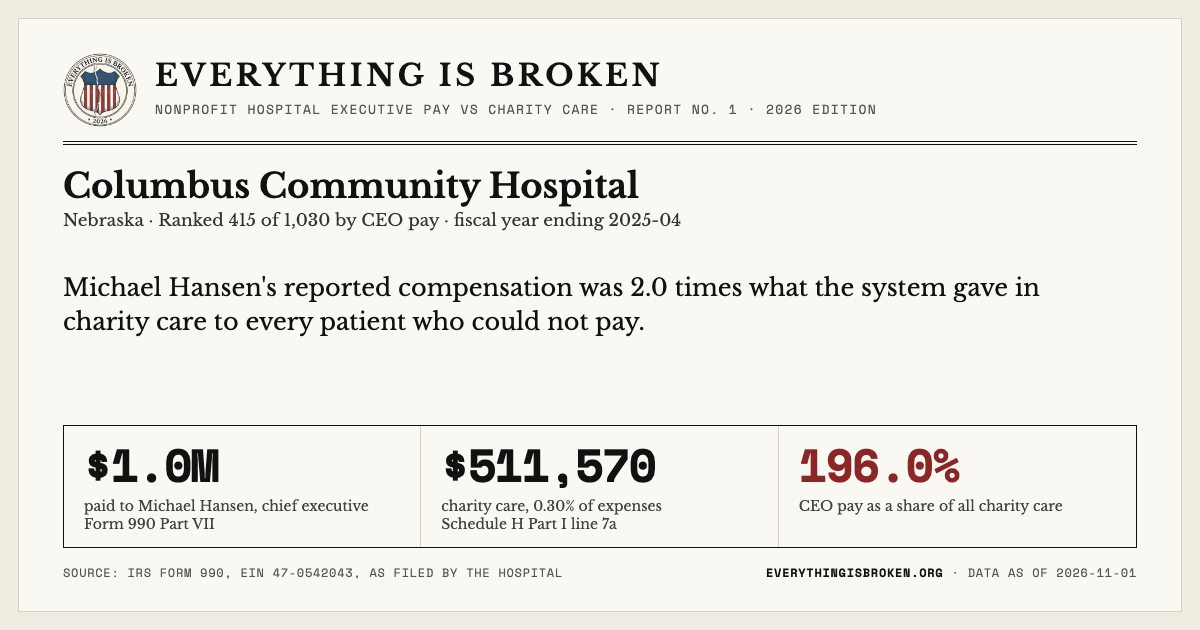 EVERYTHING IS BROKEN
2026
EVERYTHING IS BROKEN
NONPROFIT HOSPITAL EXECUTIVE PAY VS CHARITY CARE · REPORT NO. 1 · 2026 EDITION
Columbus Community Hospital
Nebraska · Ranked 415 of 1,030 by CEO pay · fiscal year ending 2025-04
Michael Hansen's reported compensation was 2.0 times what the system gave in
charity care to every patient who could not pay.
$1.0M
paid to Michael Hansen, chief executive
Form 990 Part VII
$511,570
charity care, 0.30% of expenses
Schedule H Part I line 7a
196.0%
CEO pay as a share of all charity care
SOURCE: IRS FORM 990, EIN 47-0542043, AS FILED BY THE HOSPITAL
EVERYTHINGISBROKEN.ORG · DATA AS OF 2026-11-01